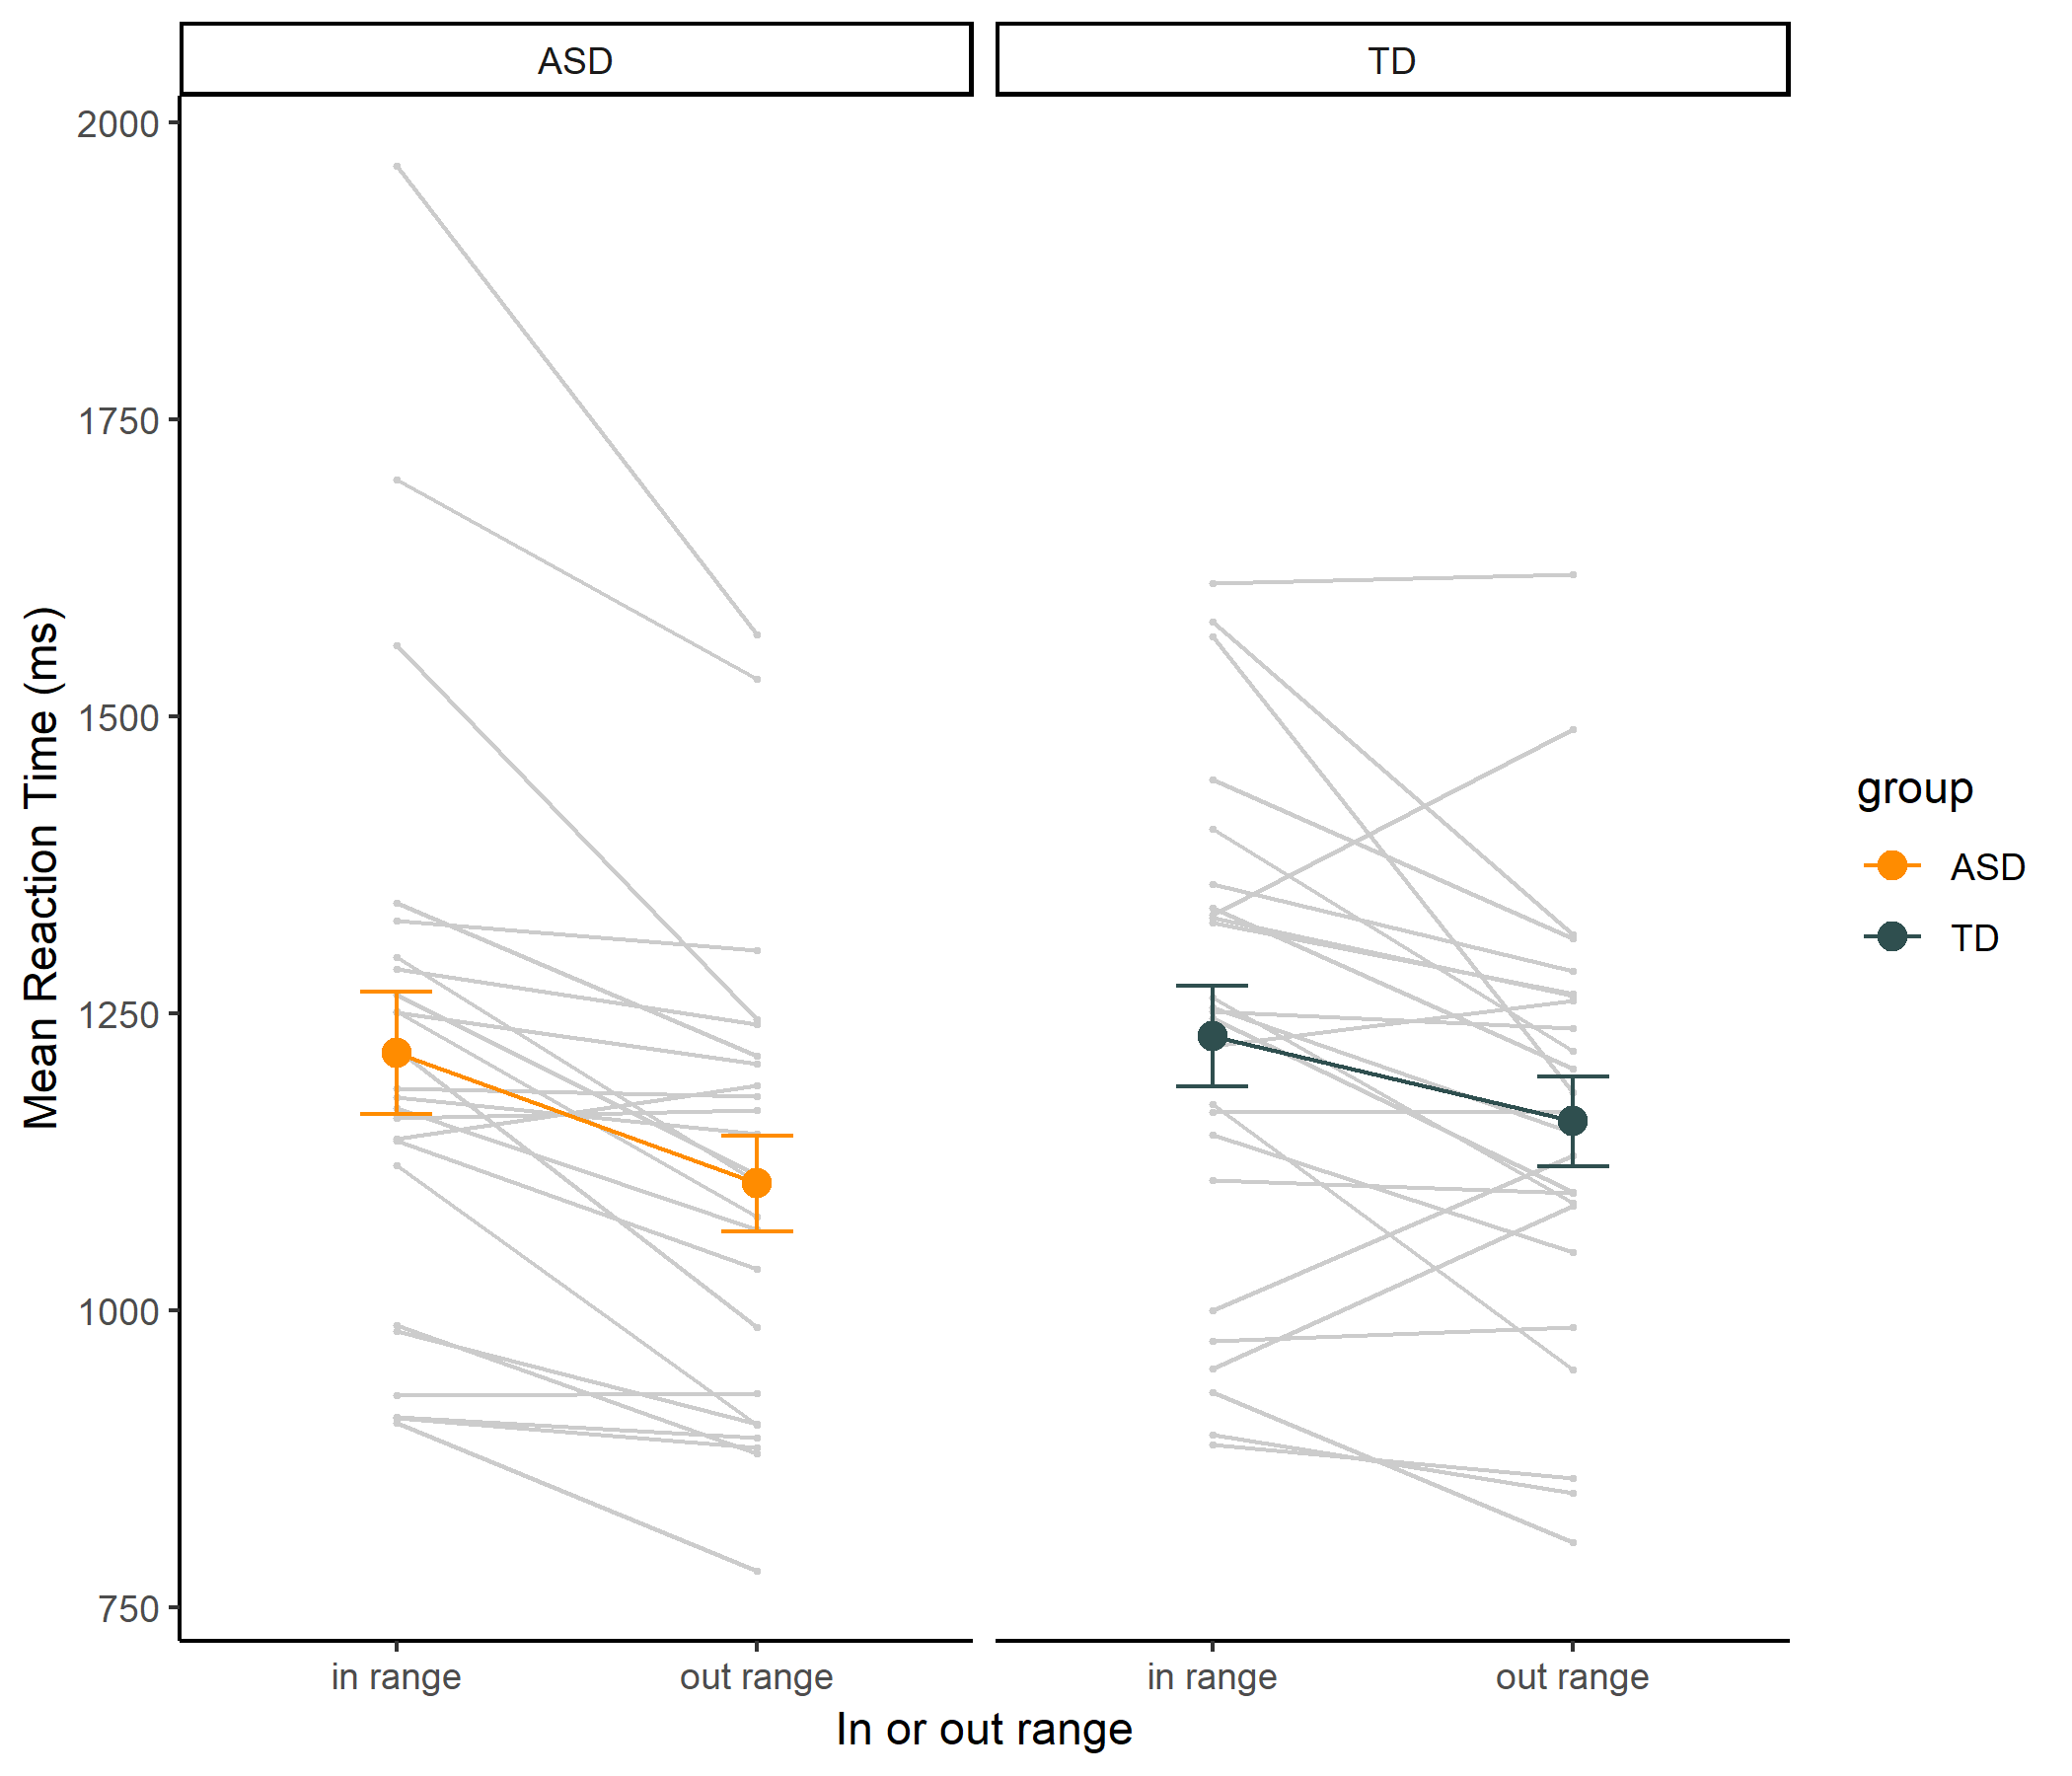 ASD
TD
2000
1750
1500
1250
1000
750
Mean Reaction Time (ms)
in range
out range
in range
out range
In or out range
group
ASD
TD